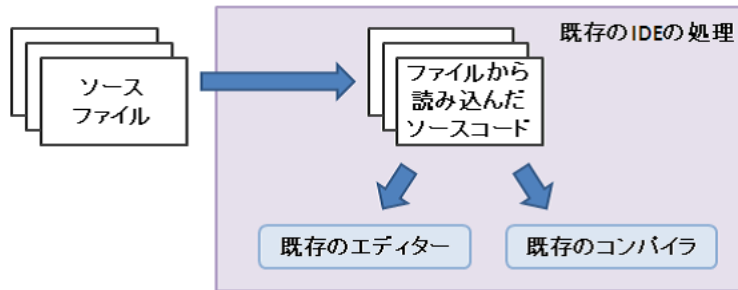 既存のIDEの処理
ソース
ファイル
ファイルから
読み込んだ
ソースコード
既存のエディター
既存のコンパイラ